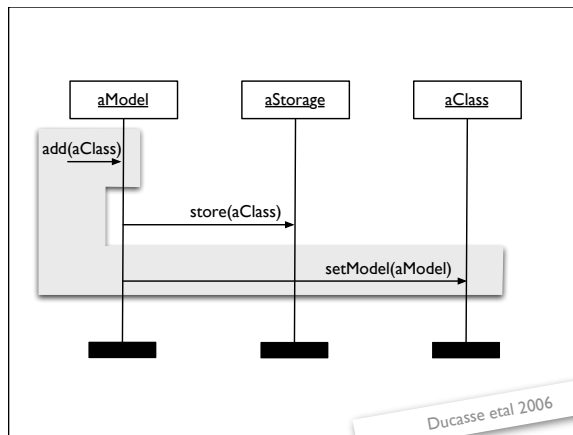 aModel
aStorage
aClass
add(aClass)
store(aClass)
setModel(aModel)
Ducasse etal 2006